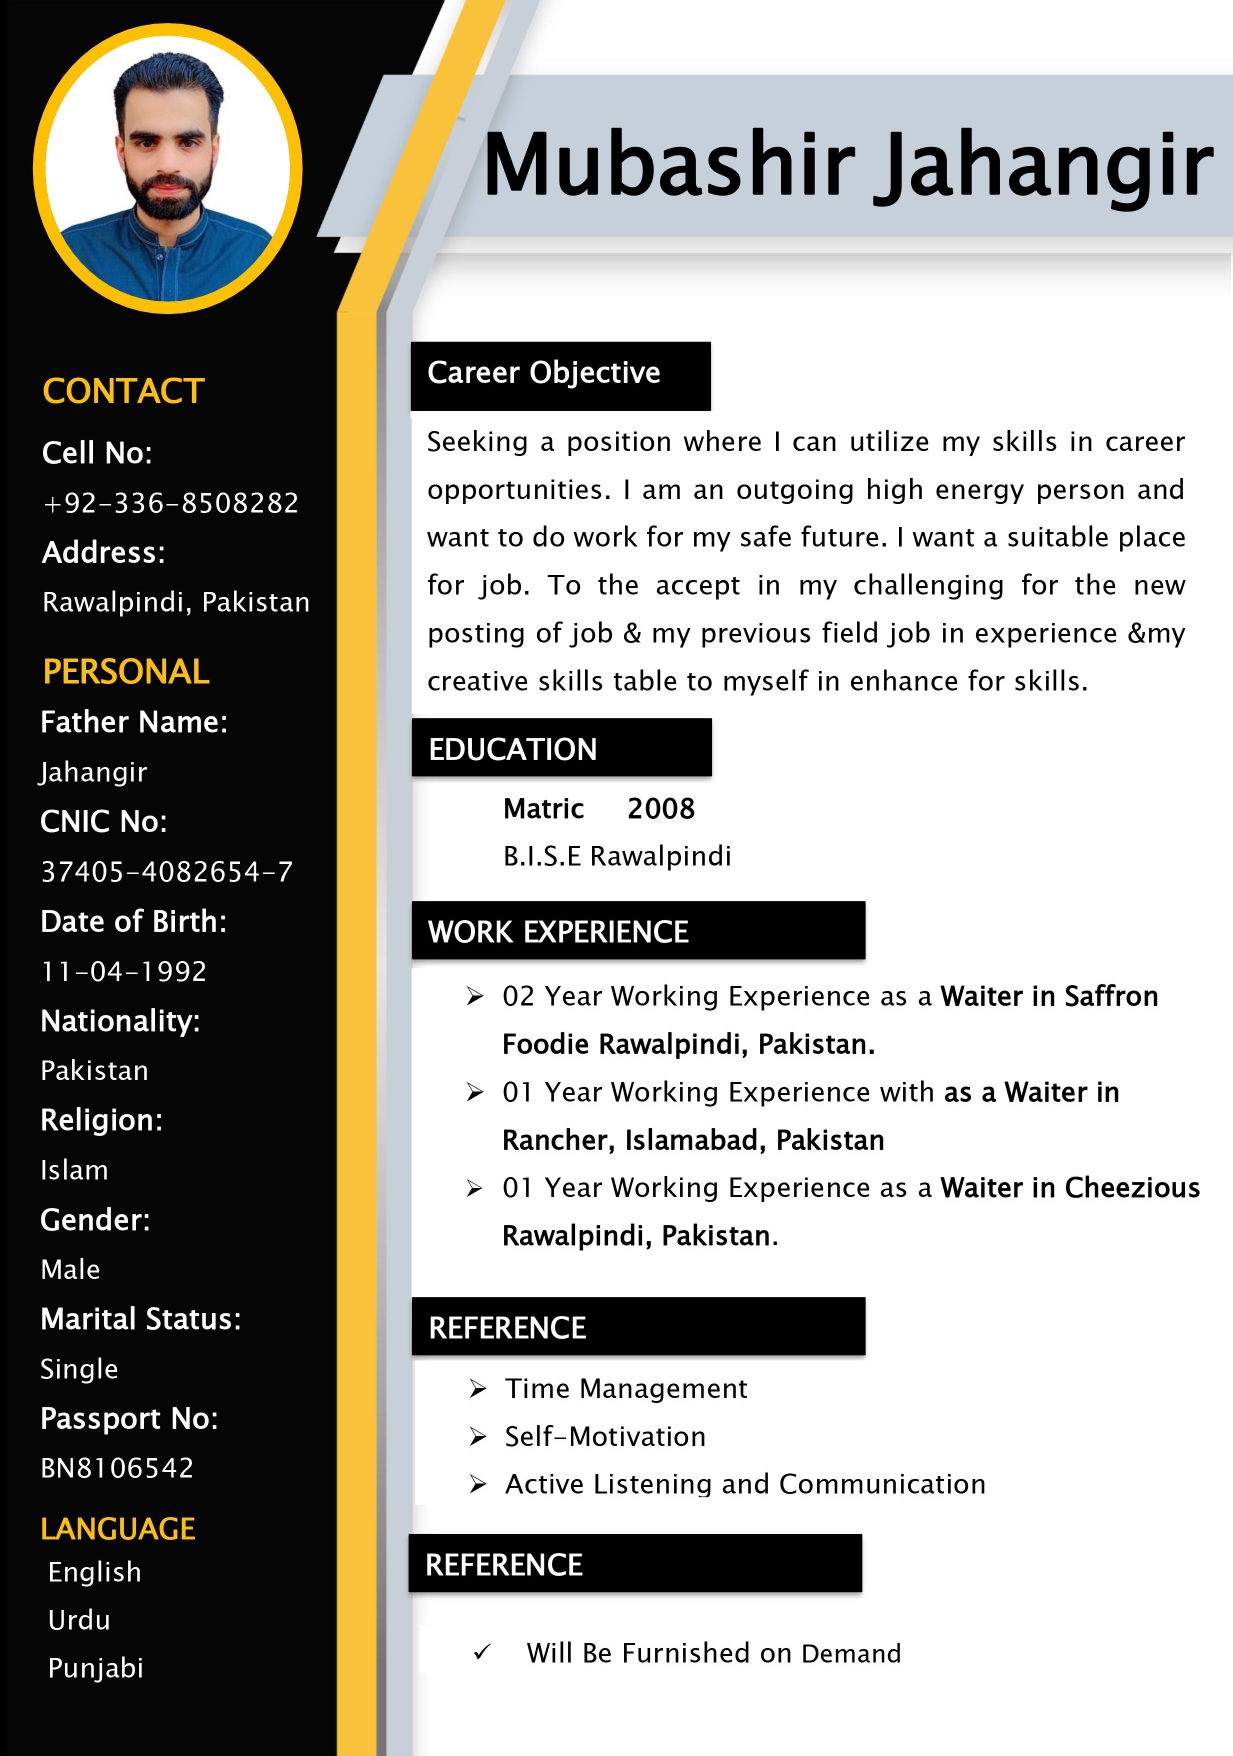 Mubashir Jahangir
CONTACT
Cell No:
+92-336-8508282
Address:
Rawalpindi, Pakistan
PERSONAL
Father Name:
Jahangir
CNIC No:
37405-4082654-7
Date of Birth:
11-04-1992
Nationality:
Pakistan
Religion:
Islam
Gender:
Male
Marital Status:
Single
Passport No:
BN8106542
LANGUAGE
English
Urdu
Punjabi
Career Objective
Seeking a position where I can utilize my skills in career
opportunities. I am an outgoing high energy person and
want to do work for my safe future. I want a suitable place
for job. To the accept in my challenging for the new
posting of job & my previous field job in experience &my
creative skills table to myself in enhance for skills.
EDUCATION
Matric 2008
B.I.S.E Rawalpindi
WORK EXPERIENCE
➢ 02 Year Working Experience as a Waiter in Saffron
Foodie Rawalpindi, Pakistan.
➢ 01 Year Working Experience with as a Waiter in
Rancher, Islamabad, Pakistan
➢ 01 Year Working Experience as a Waiter in Cheezious
Rawalpindi, Pakistan.
REFERENCE
➢ Time Management
➢ Self-Motivation
➢ Active Listening and Communication
REFERENCE
✓ Will Be Furnished on Demand